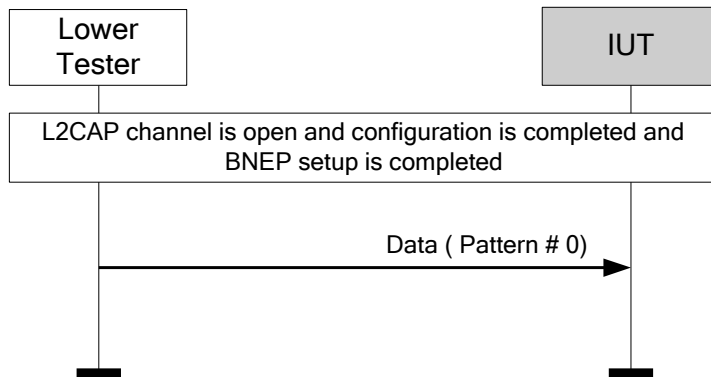 Lower
Tester
IUT
L2CAP channel is open and configuration is completed and
BNEP setup is completed
Data ( Pattern # 0)